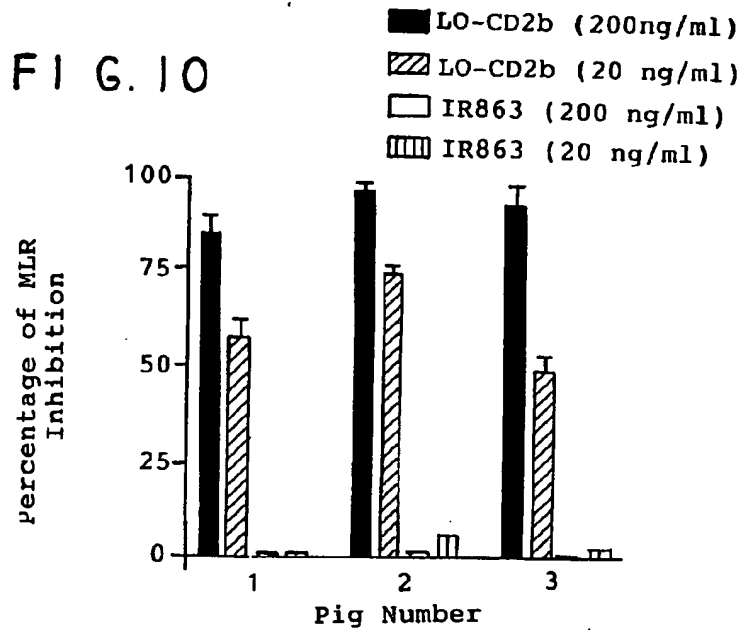 FIG. 10
LO-CD2b (200ng/ml)
LO-CD2b (20 ng/ml)
IR863 (200 ng/ml)
IR863 (20 ng/ml)
Percentage of MLR
Inhibition
100
75
50
25
0
1 2 3
Pig Number